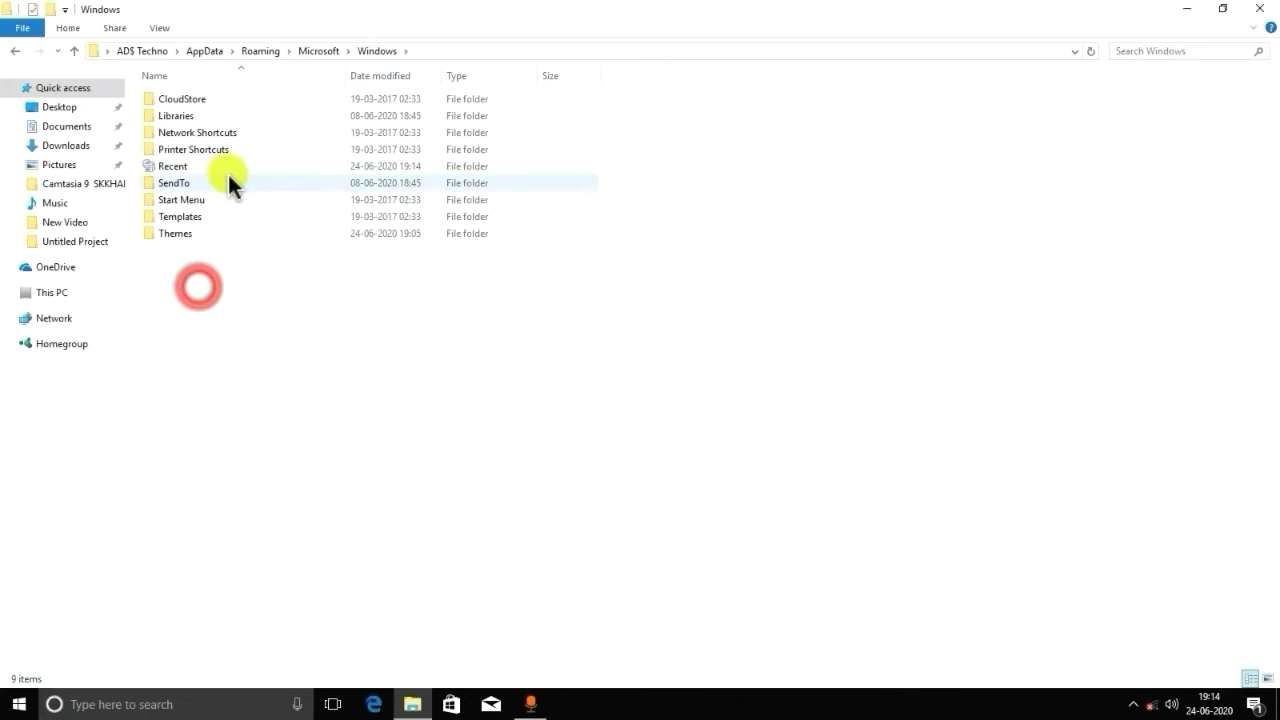 Windows
File Home Share View
AD$ Techno > AppData > Roaming > Microsoft > Windows >
Search Windows
Name Date modified Type Size
Quick access
Desktop
Documents
Downloads
Pictures
Camtasia 9 SKKHAI
Music
New Video
Untitled Project
OneDrive
This PC
Network
Homegroup
CloudStore 19-03-2017 02:33 File folder
Libraries 08-06-2020 18:45 File folder
Network Shortcuts 19-03-2017 02:33 File folder
Printer Shortcuts 19-03-2017 02:33 File folder
Recent 24-06-2020 19:14 File folder
SendTo 08-06-2020 18:45 File folder
Start Menu 19-03-2017 02:33 File folder
Templates 19-03-2017 02:33 File folder
Themes 24-06-2020 19:05 File folder
9 items
Type here to search
19:14
24-06-2020